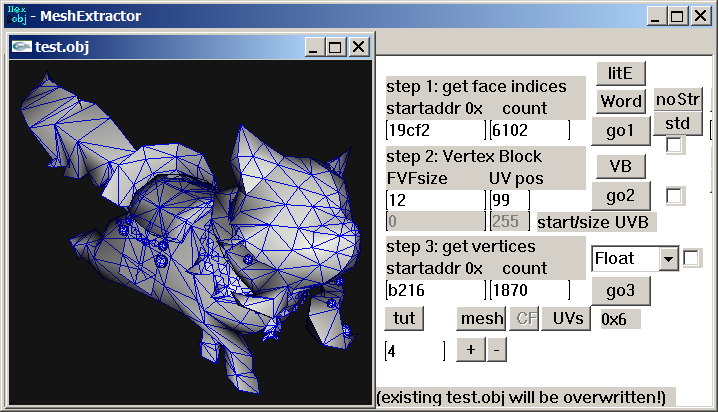 Hex
obj - MeshExtractor
test.obj
litE
step 1: get face indices
startaddr 0x count
Word noStr
19cf2 6102 go1 std
step 2: Vertex Block
FVFsize UV pos
VB
12 99 go2
0 255 start/size UVB
step 3: get vertices
startaddr 0x count
Float
b216 1870 go3
tut mesh CF UVs 0x6
4 + -
(existing test.obj will be overwritten!)